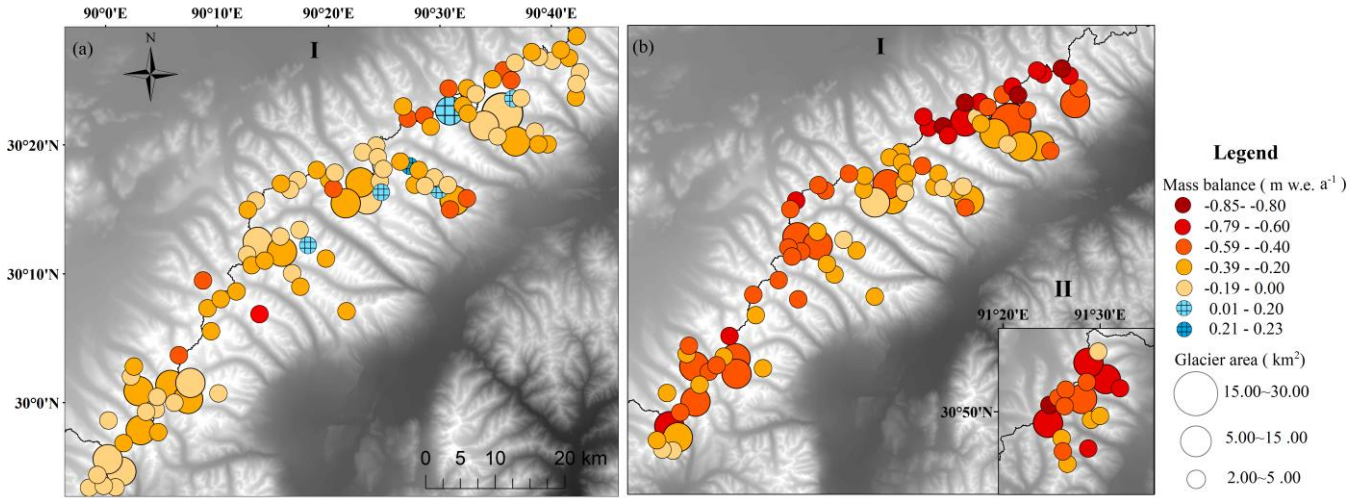 90°0'E 90°10'E 90°20'E 90°30'E 90°40'E
(a) I
N
30°20'N
30°10'N
30°0'N
0 5 10 20 km
(b) I
II
91°20'E 91°30'E
30°50'N
Legend
Mass balance ( m w.e. a⁻¹ )
-0.85- -0.80
-0.79 - -0.60
-0.59 - -0.40
-0.39 - -0.20
-0.19 - 0.00
0.01 - 0.20
0.21 - 0.23
Glacier area ( km²)
15.00~30.00
5.00~15 .00
2.00~5 .00